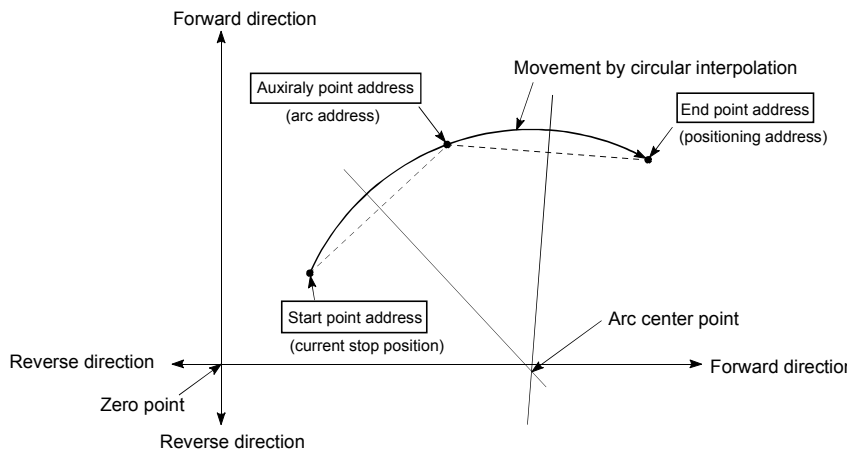 Forward direction
Movement by circular interpolation
Auxiraly point address
(arc address)
End point address
(positioning address)
Start point address
(current stop position)
Arc center point
Reverse direction
Forward direction
Zero point
Reverse direction